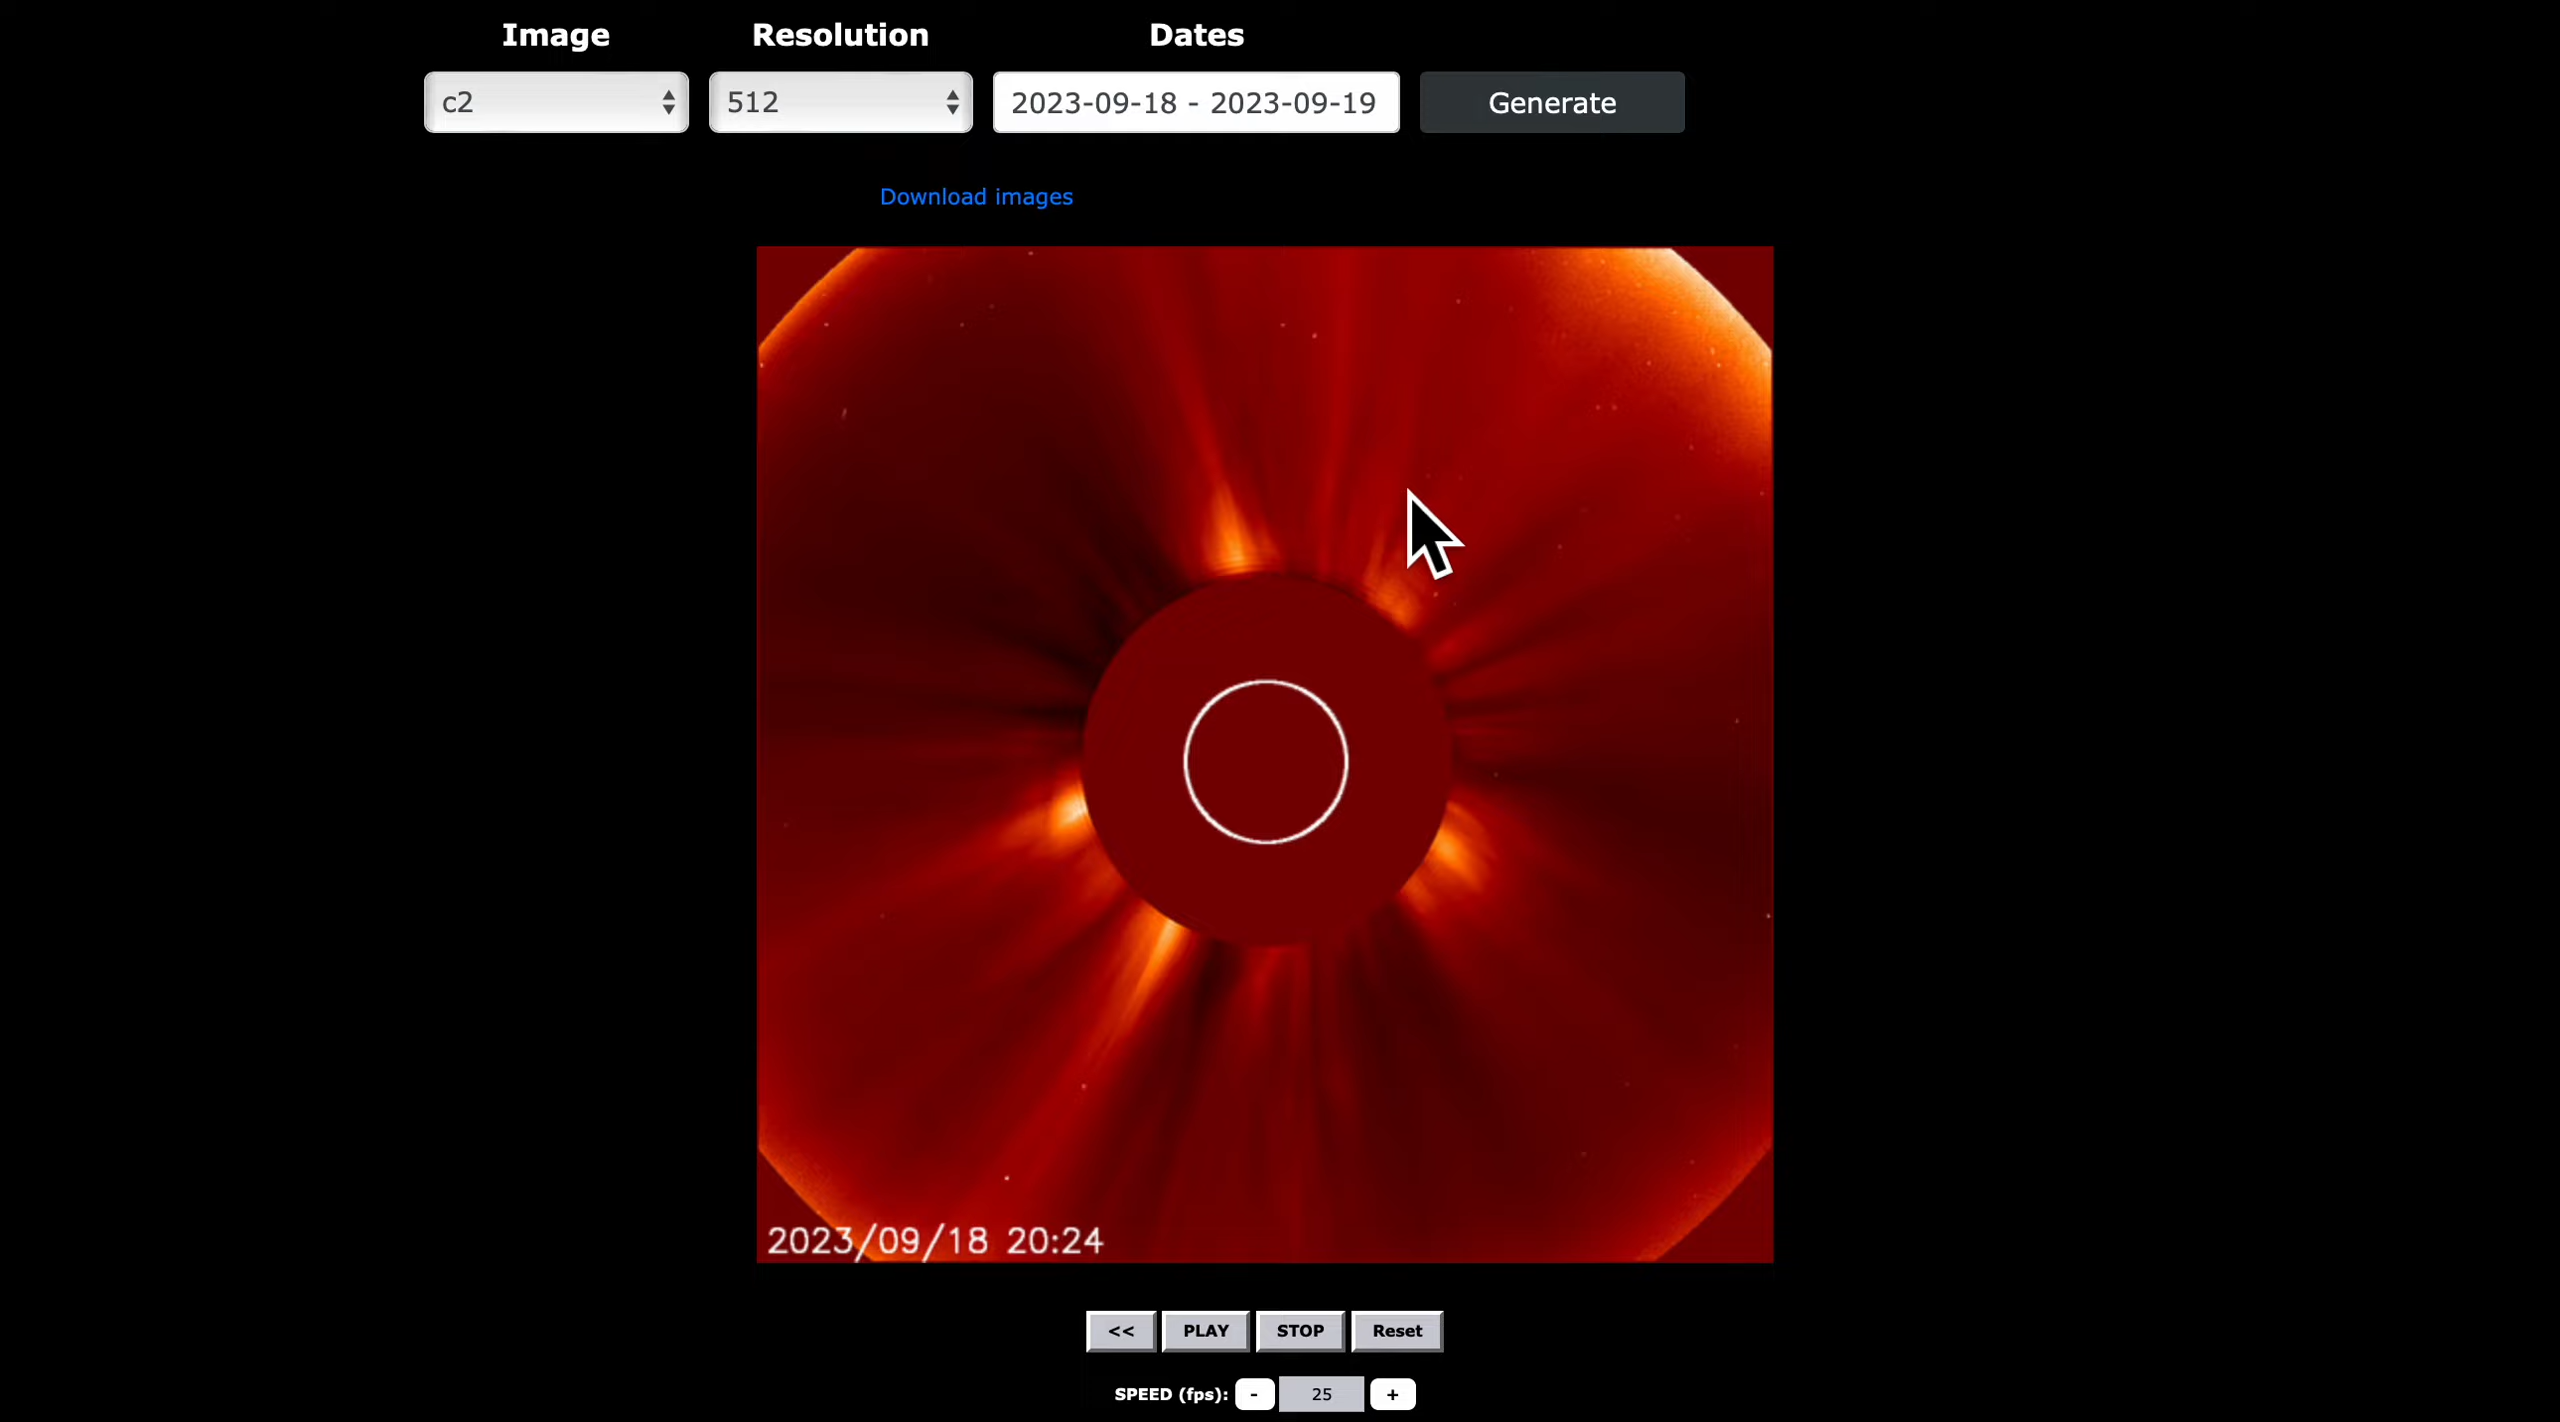 Image Resolution Dates
c2 512 2023-09-18 - 2023-09-19 Generate
Download images
2023/09/18 20:24
<< PLAY STOP Reset
SPEED (fps): - 25 +